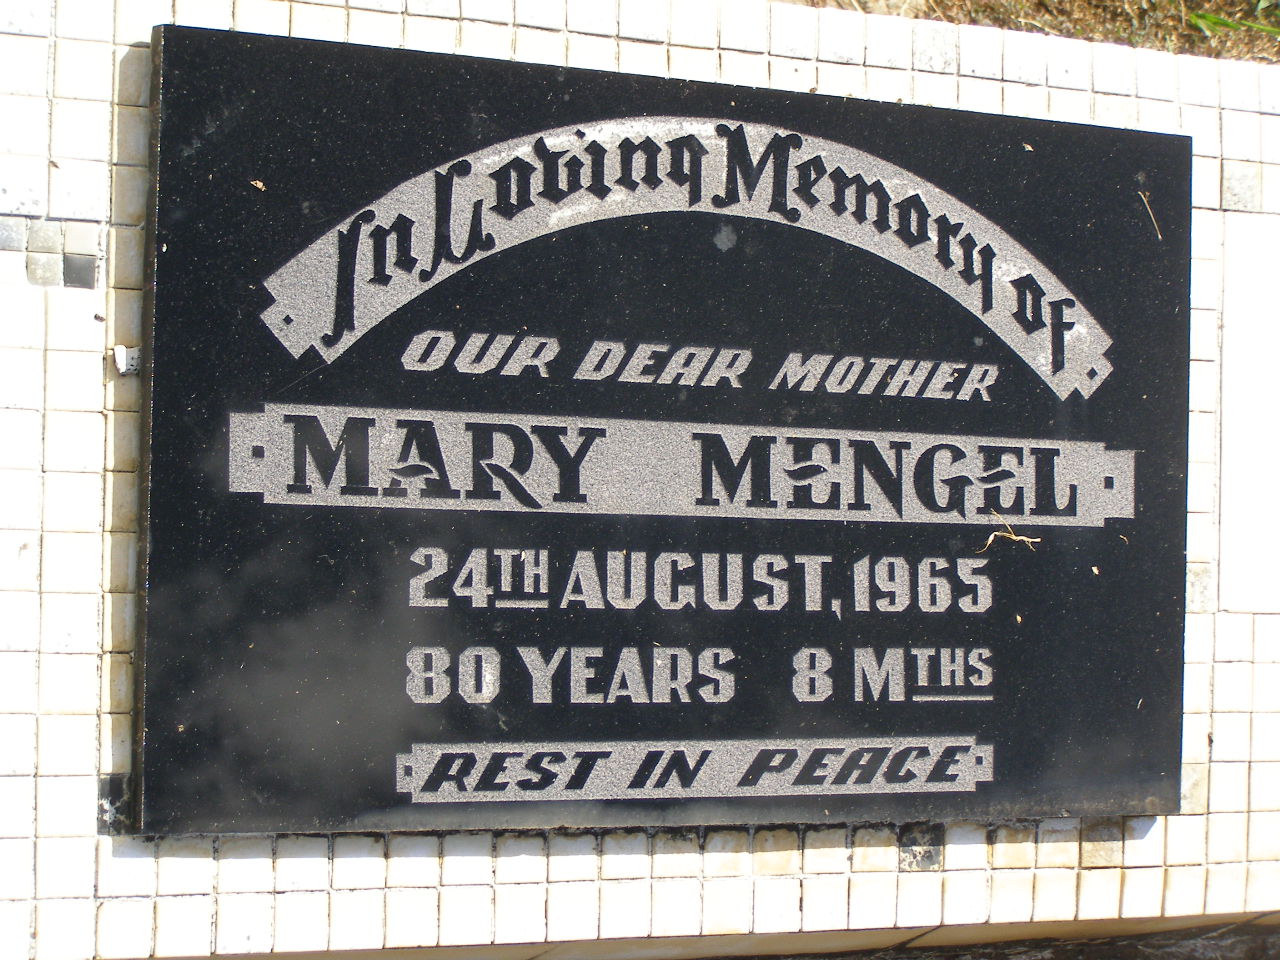 In Loving Memory of
OUR DEAR MOTHER
MARY MENGEL
24TH AUGUST, 1965
80 YEARS 8 MTHS
REST IN PEACE